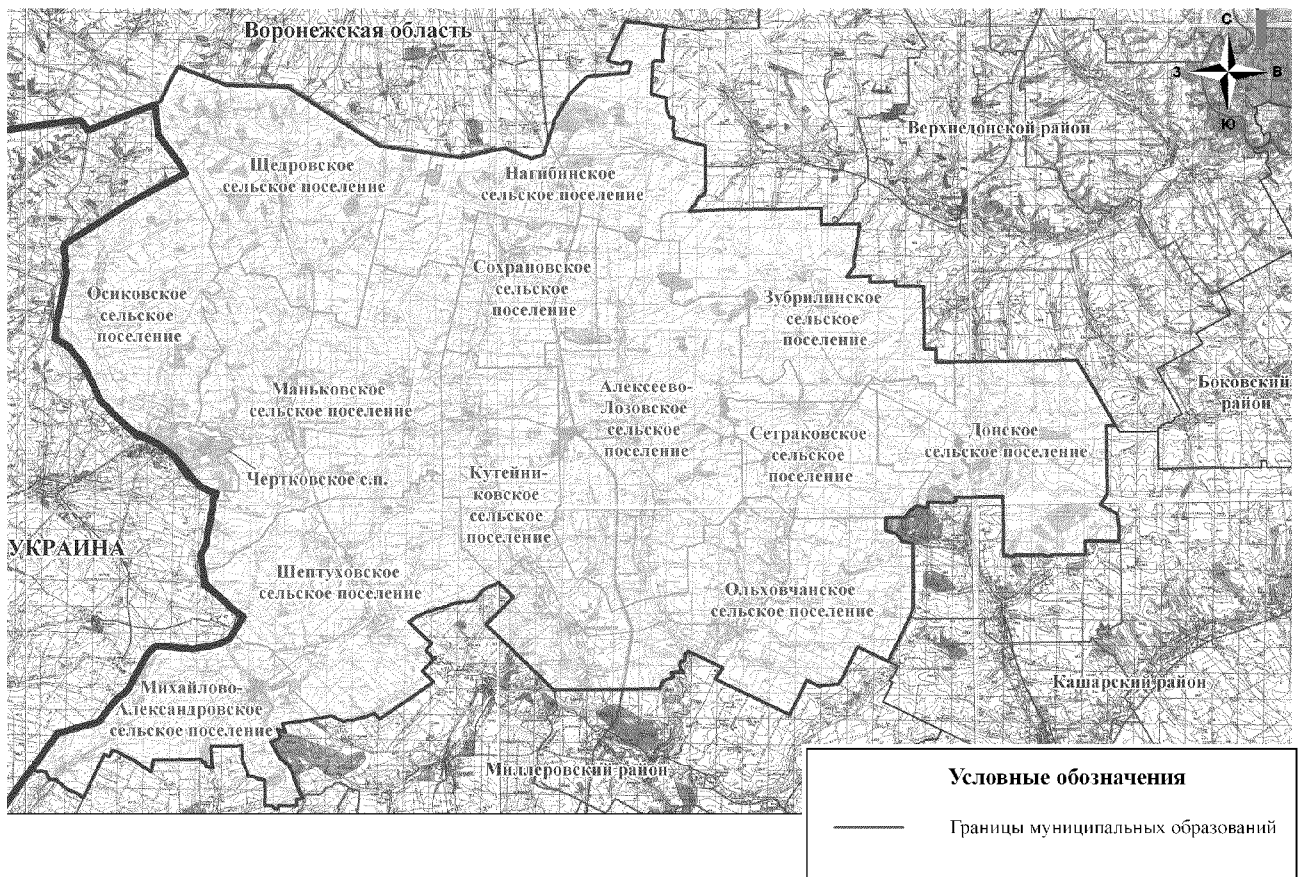 Воронежская область
С
З
В
Ю
Верхнедонской район
Щедровское
сельское поселение
Нагибинское
сельское поселение
Сохрановское
сельское
поселение
Осиковское
сельское
поселение
Зубрилинское
сельское
поселение
Маньковское
сельское поселение
Алексеево-
Лозовское
сельское
поселение
Боковский
район
Сетраковское
сельское
поселение
Донское
сельское поселение
Чертковское с.п.
Кутейни-
ковское
сельское
поселение
УКРАИНА
Шептуховское
сельское поселение
Ольховчанское
сельское поселение
Михайлово-
Александровское
сельское поселение
Кашарский район
Миллеровский район
Условные обозначения
Границы муниципальных образований